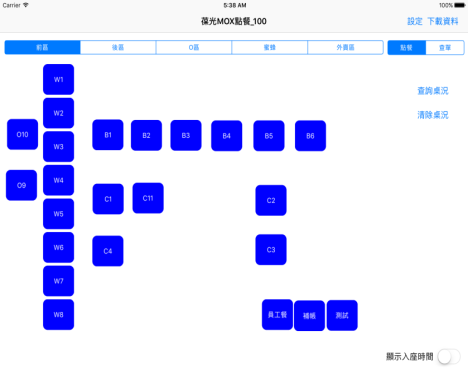 Carrier 5:38 AM 100%
葆光MOX點餐_100
設定 下載資料
前區 後區 O區 蜜蜂 外賣區
點餐 查單
查詢桌況
清除桌況
W1
W2
O10
B1 B2 B3 B4 B5 B6
W3
W4
O9
C1 C11 C2
W5
W6
C4 C3
W7
W8
員工餐 補帳 測試
顯示入座時間